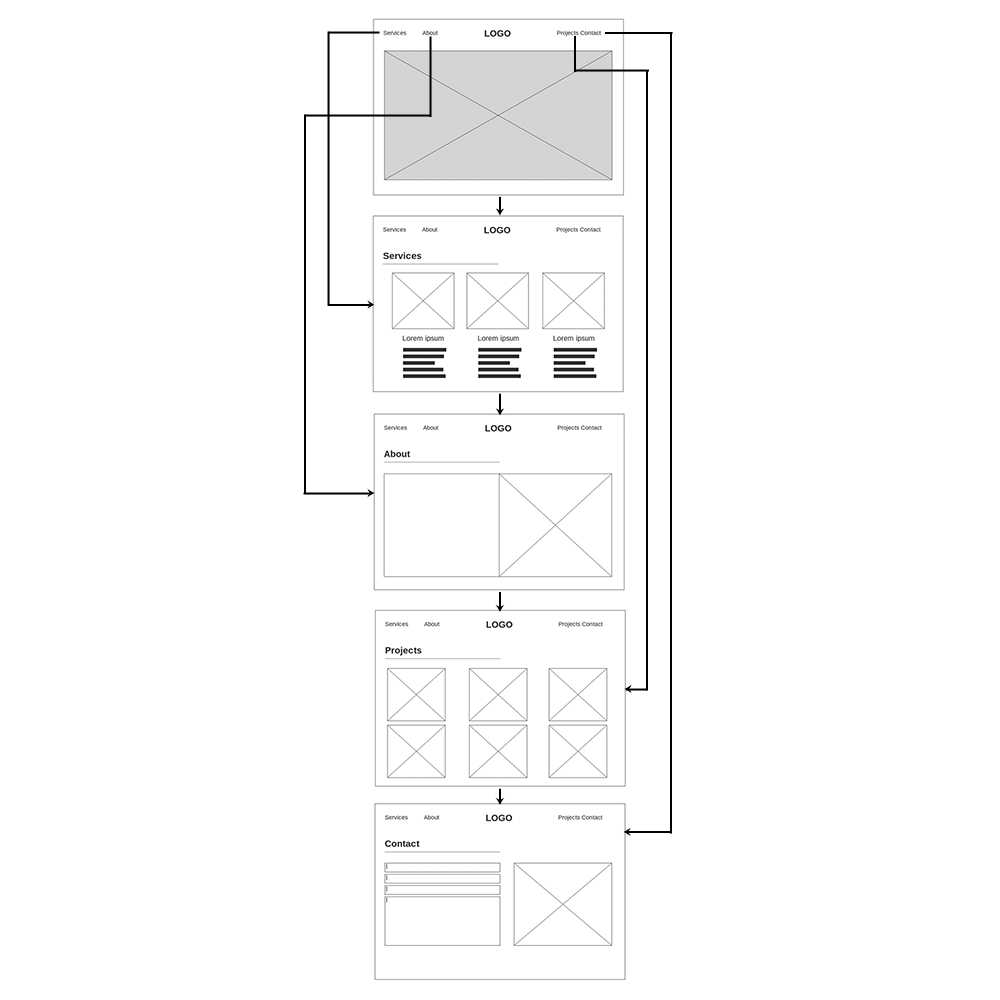 Services About LOGO Projects Contact
Services About LOGO Projects Contact
Services
Lorem ipsum Lorem ipsum Lorem ipsum
Services About LOGO Projects Contact
About
Services About LOGO Projects Contact
Projects
Services About LOGO Projects Contact
Contact